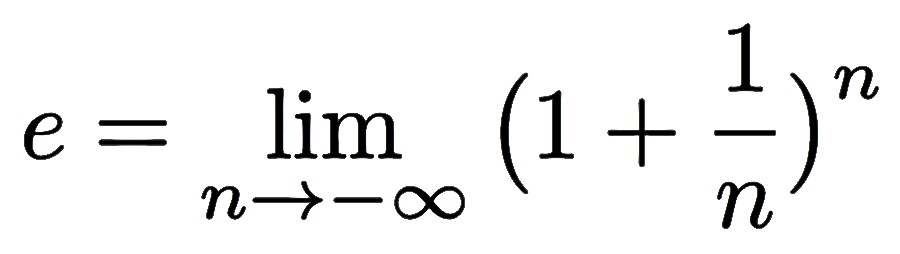 e = lim_{n→−∞} (1 + 1/n)^n